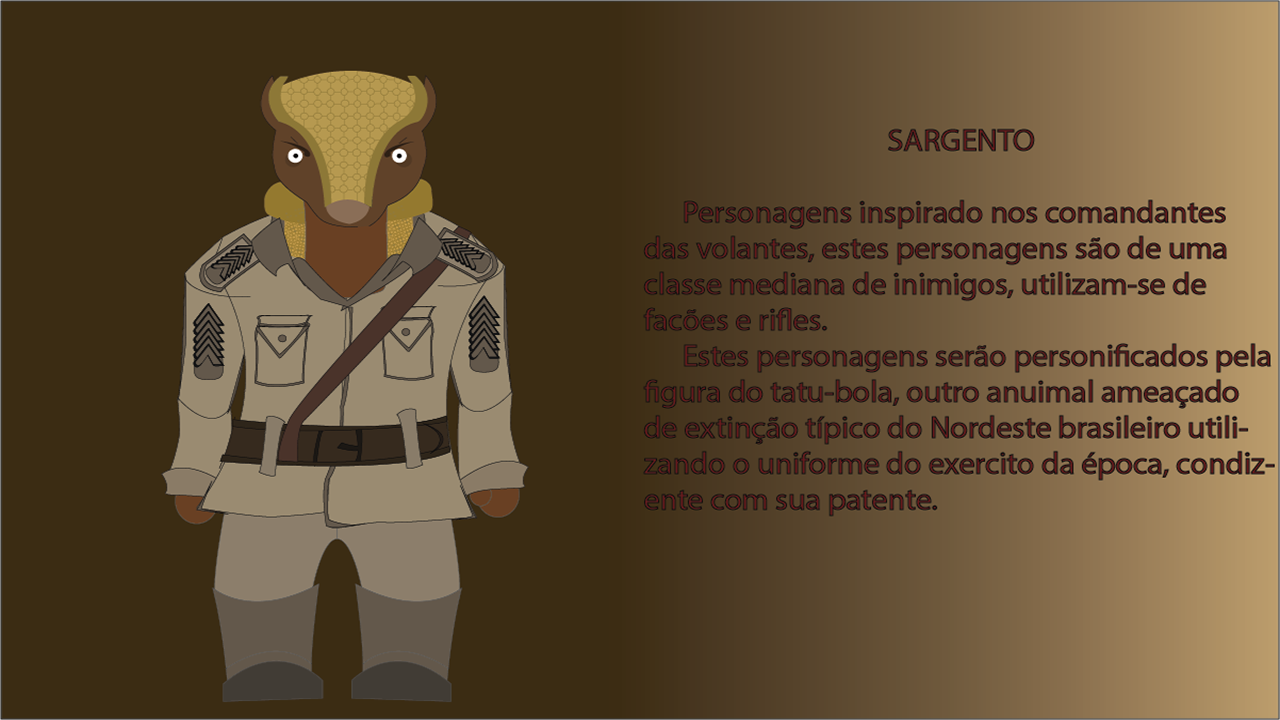 SARGENTO
Personagens inspirado nos comandantes
das volantes, estes personagens são de uma
classe mediana de inimigos, utilizam-se de
facões e rifles.
Estes personagens serão personificados pela
figura do tatu-bola, outro anuimal ameaçado
de extinção típico do Nordeste brasileiro utili-
zando o uniforme do exercito da época, condiz-
ente com sua patente.